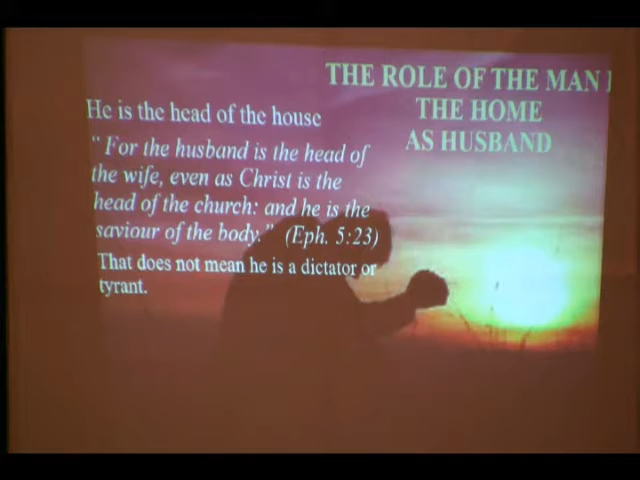 THE ROLE OF THE MAN
THE HOME
AS HUSBAND
He is the head of the house
" For the husband is the head of
the wife, even as Christ is the
head of the church: and he is the
saviour of the body." (Eph. 5:23)
That does not mean he is a dictator or
tyrant.